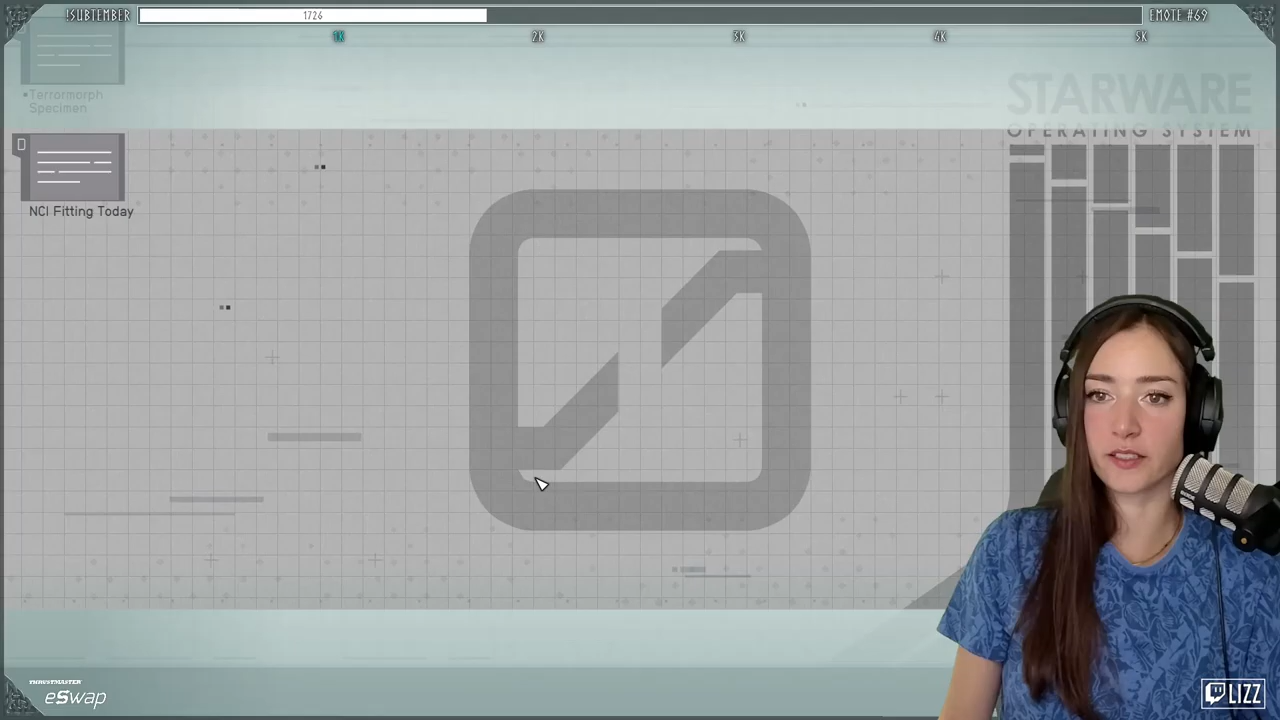 !SUBTEMBER
1726
EMOTE #69
1K
2K
3K
4K
5K
Terrormorph
Specimen
STARWARE
OPERATING SYSTEM
NCI Fitting Today
THRUSTMASTER
eSwap
LIZZ